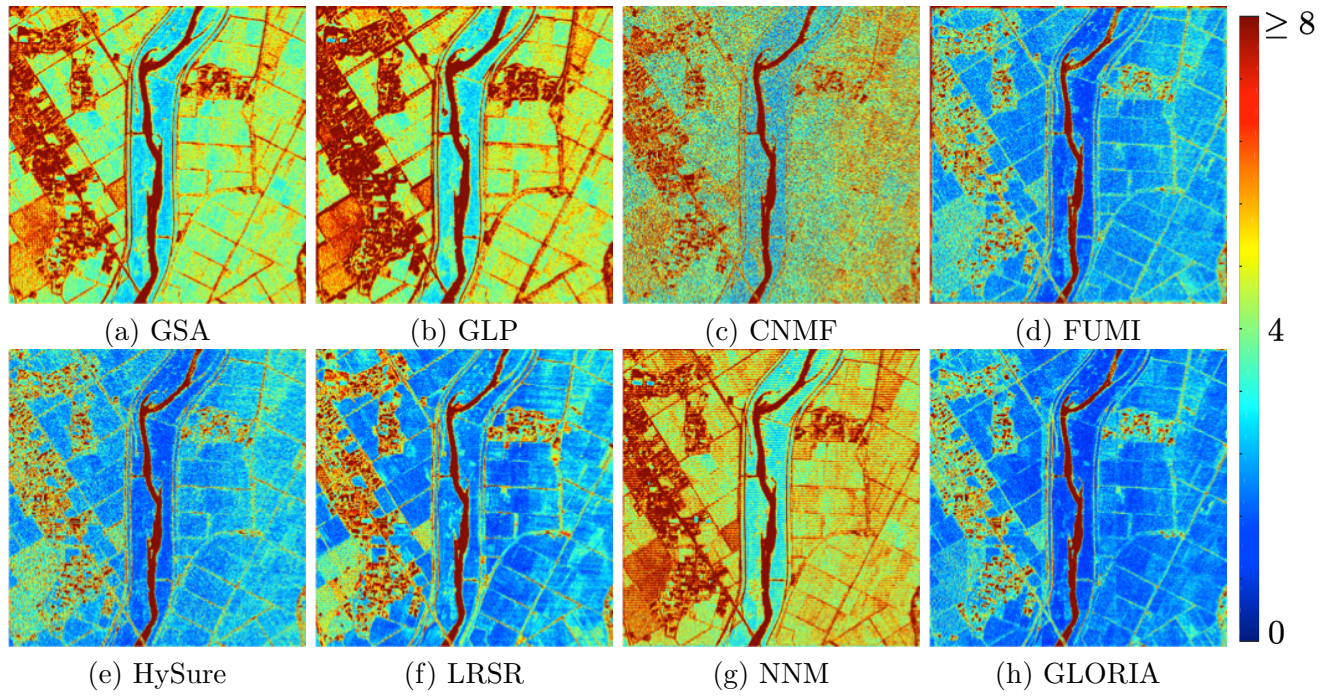 ≥ 8
(a) GSA (b) GLP (c) CNMF (d) FUMI
4
(e) HySure (f) LRSR (g) NNM (h) GLORIA
0